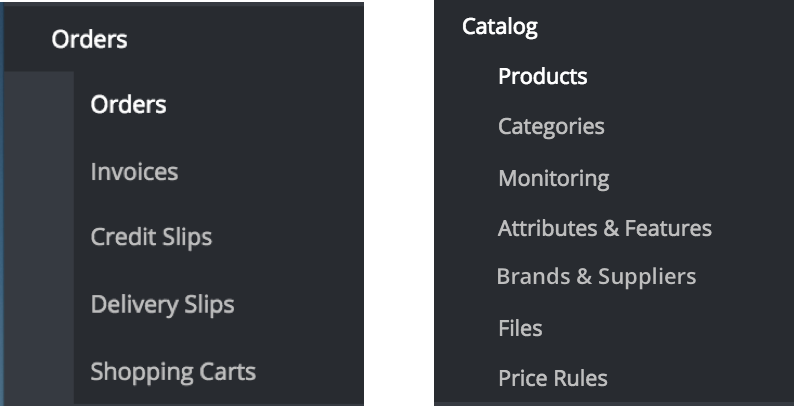 Orders
Orders
Invoices
Credit Slips
Delivery Slips
Shopping Carts
Catalog
Products
Categories
Monitoring
Attributes & Features
Brands & Suppliers
Files
Price Rules